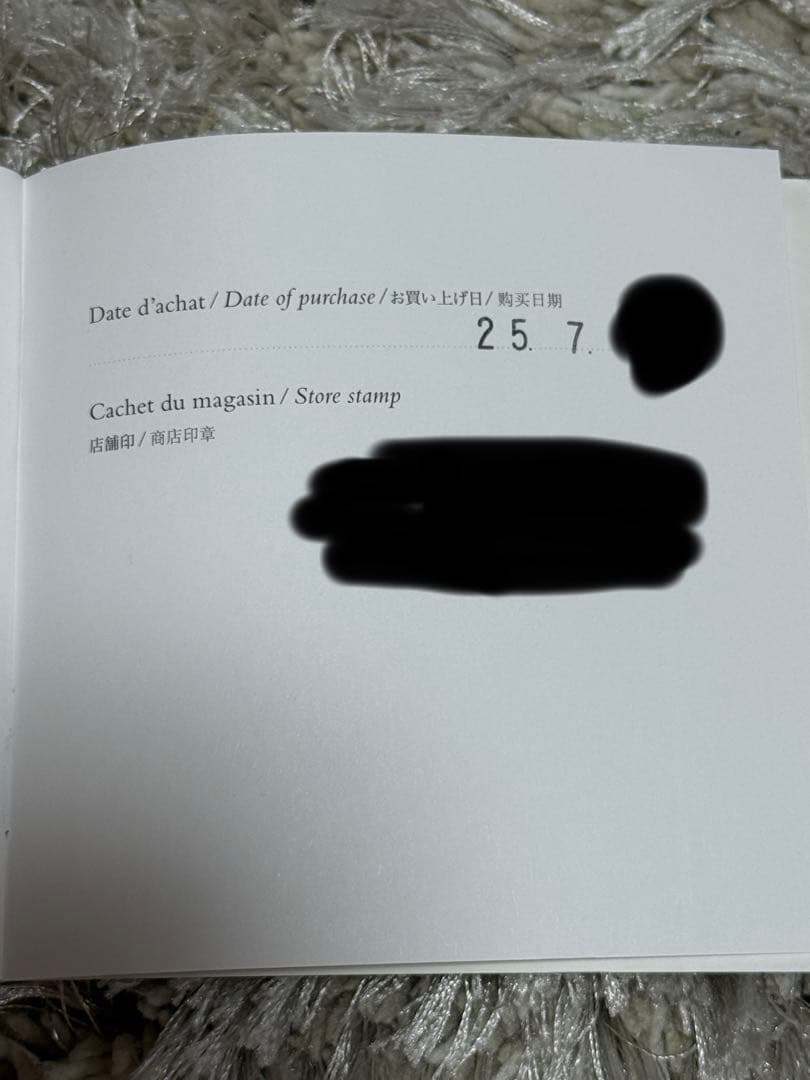 Date d'achat / Date of purchase / お買い上げ日 / 购买日期
25. 7.
Cachet du magasin / Store stamp
店舗印 / 商店印章